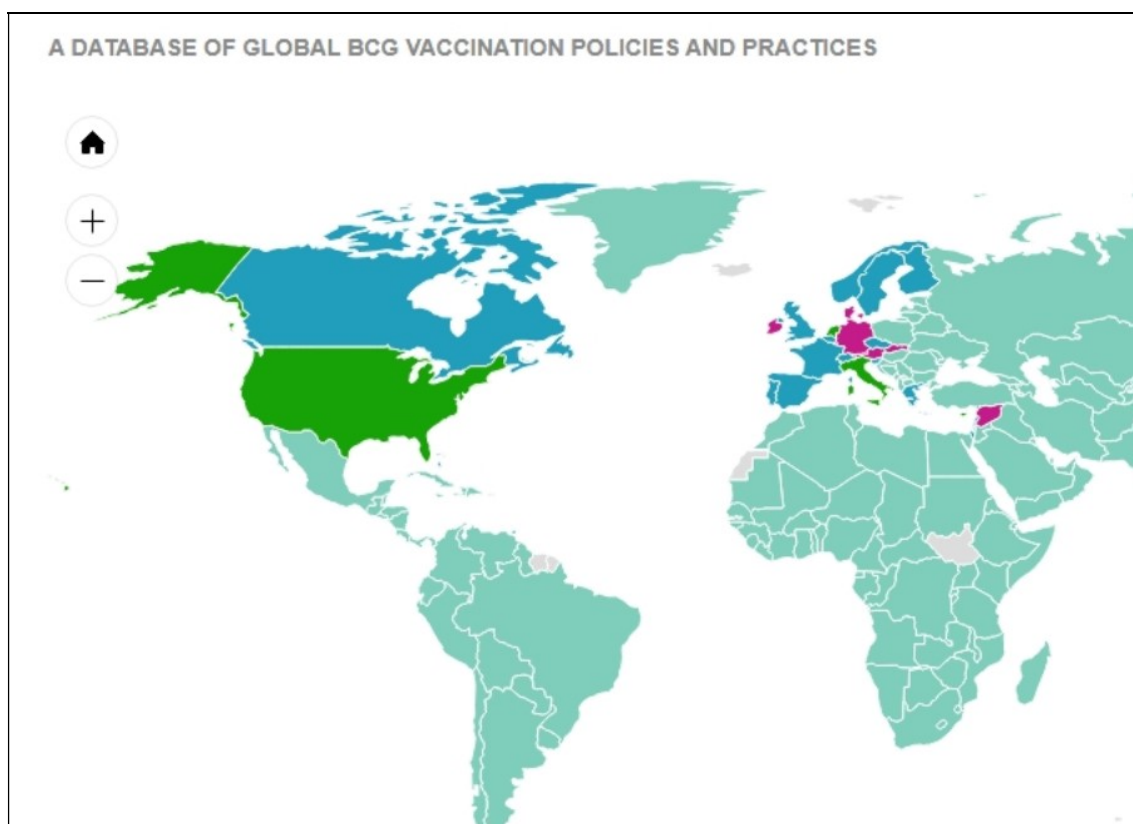 A DATABASE OF GLOBAL BCG VACCINATION POLICIES AND PRACTICES